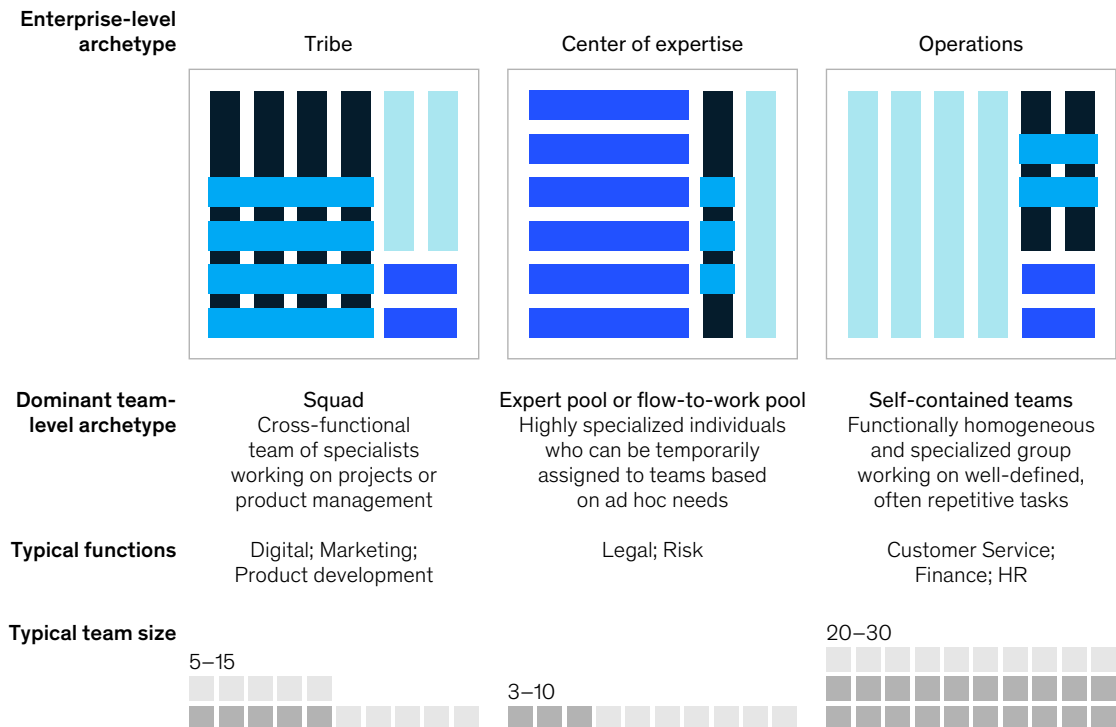 Enterprise-level
archetype
Tribe
Center of expertise
Operations
Dominant team-
level archetype
Squad
Cross-functional
team of specialists
working on projects or
product management
Expert pool or flow-to-work pool
Highly specialized individuals
who can be temporarily
assigned to teams based
on ad hoc needs
Self-contained teams
Functionally homogeneous
and specialized group
working on well-defined,
often repetitive tasks
Typical functions
Digital; Marketing;
Product development
Legal; Risk
Customer Service;
Finance; HR
Typical team size
5–15
3–10
20–30